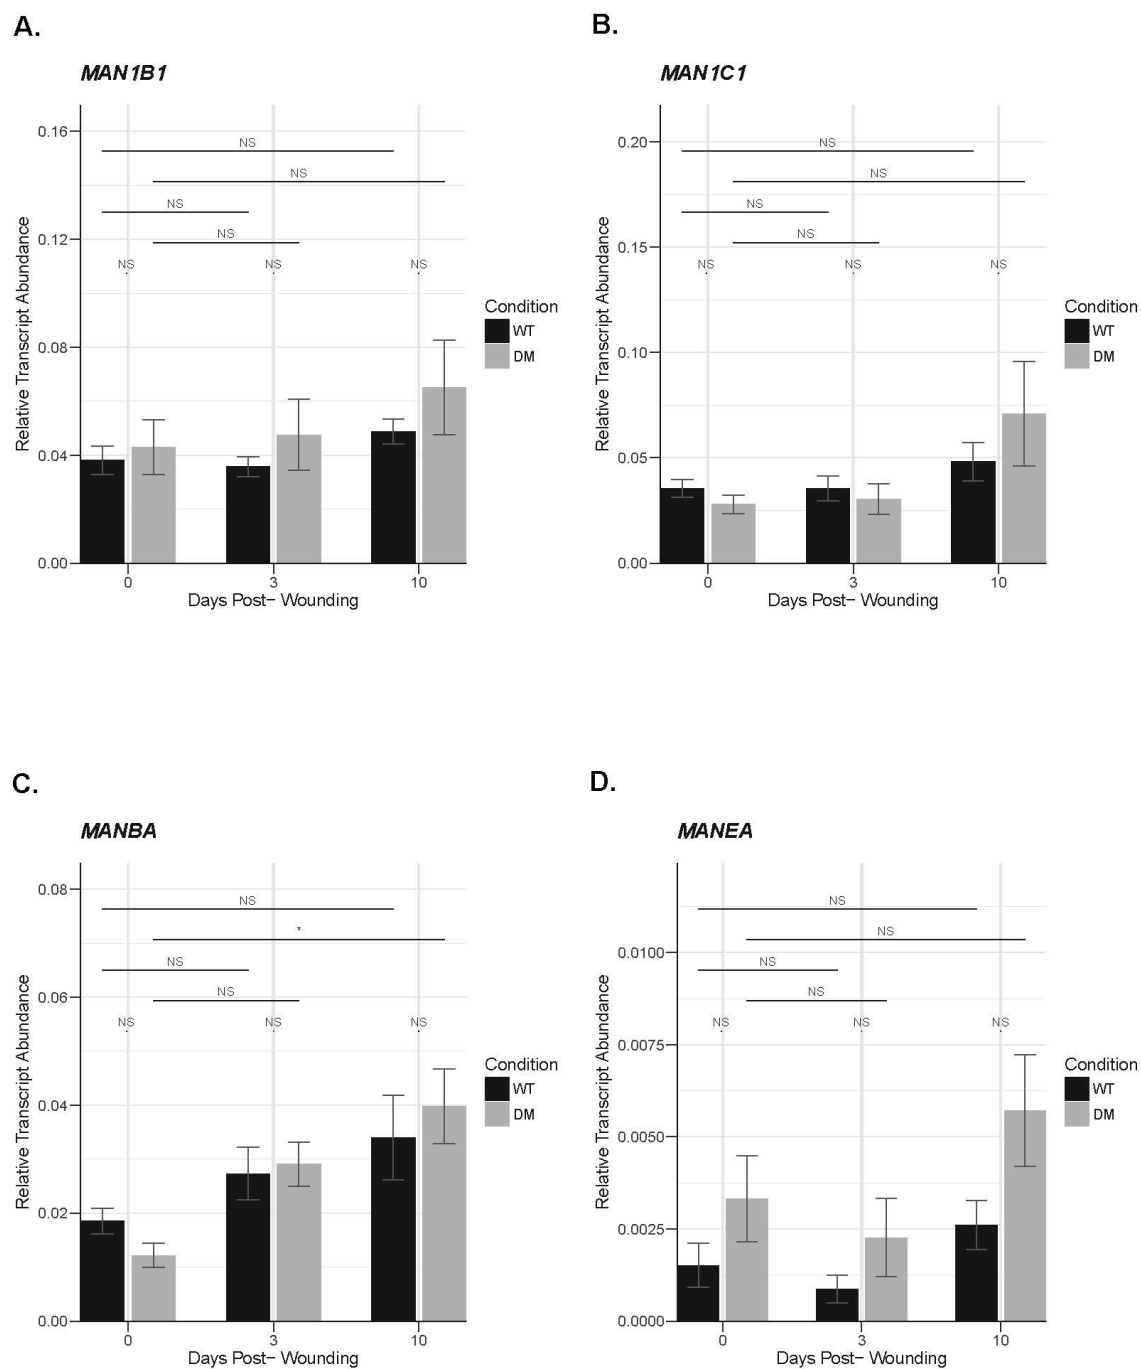 A.
MAN1B1
Relative Transcript Abundance
0.16
0.12
0.08
0.04
0.00
NS
NS
NS
NS
NS NS NS
0 3 10
Days Post– Wounding
Condition
WT
DM
B.
MAN1C1
Relative Transcript Abundance
0.20
0.15
0.10
0.05
0.00
NS
NS
NS
NS
NS NS NS
0 3 10
Days Post– Wounding
Condition
WT
DM
C.
MANBA
Relative Transcript Abundance
0.08
0.06
0.04
0.02
0.00
NS
*
NS
NS
NS NS NS
0 3 10
Days Post– Wounding
Condition
WT
DM
D.
MANEA
Relative Transcript Abundance
0.0100
0.0075
0.0050
0.0025
0.0000
NS
NS
NS
NS
NS NS NS
0 3 10
Days Post– Wounding
Condition
WT
DM